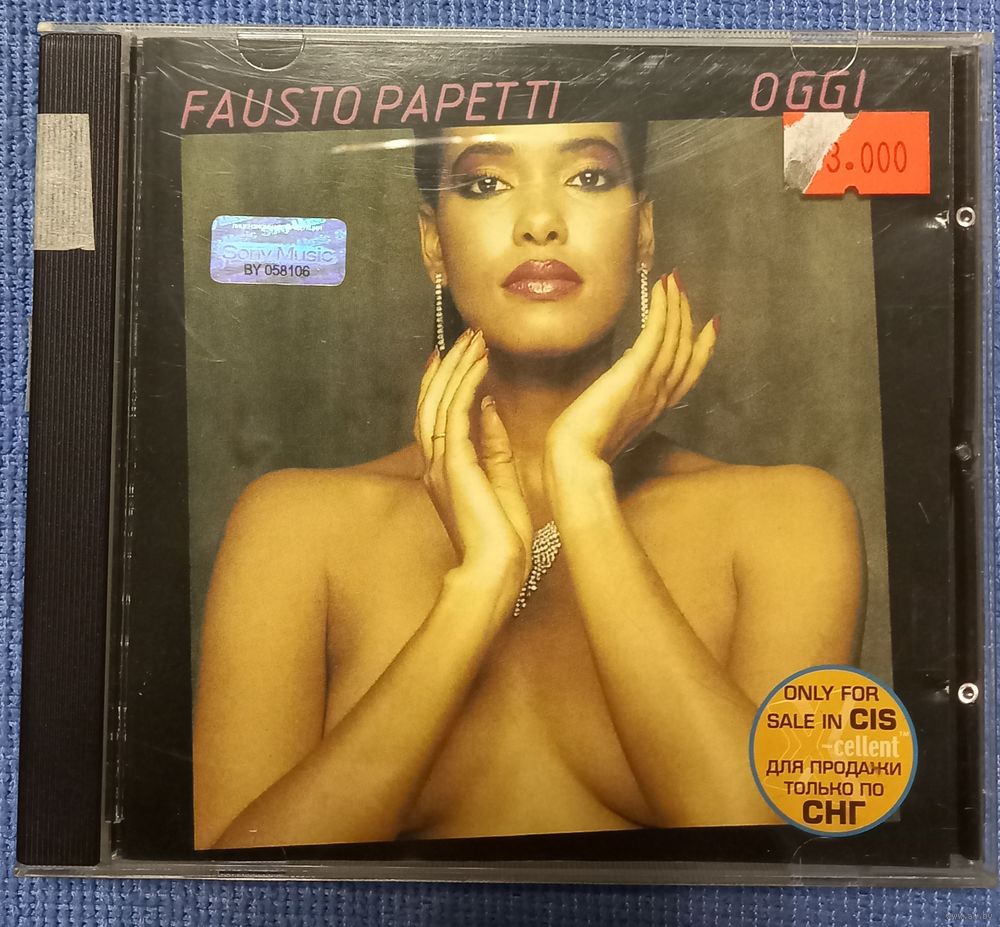 FAUSTO PAPETTI
OGGI
3.000
Sony Music
BY 058106
ONLY FOR
SALE IN CIS
X-cellent™
ДЛЯ ПРОДАЖИ
ТОЛЬКО ПО
СНГ